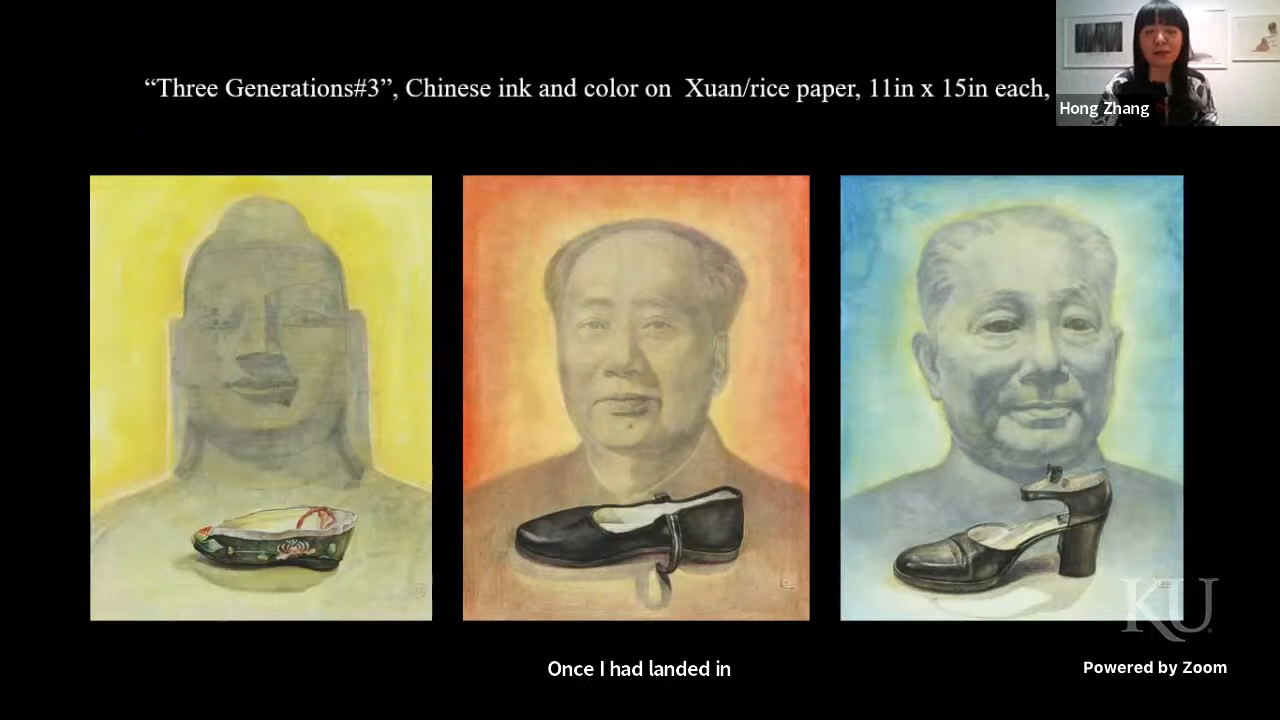 “Three Generations#3”, Chinese ink and color on  Xuan/rice paper, 11in x 15in each,
Hong Zhang
KU
Once I had landed in
Powered by Zoom